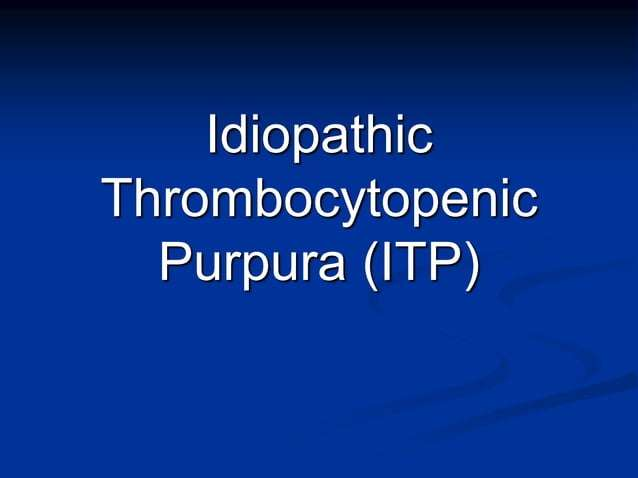 Idiopathic
Thrombocytopenic
Purpura (ITP)